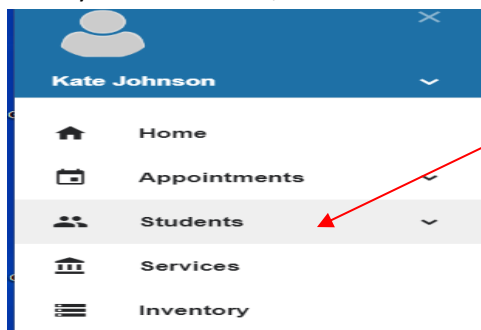 Kate Johnson
Home
Appointments
Students
Services
Inventory